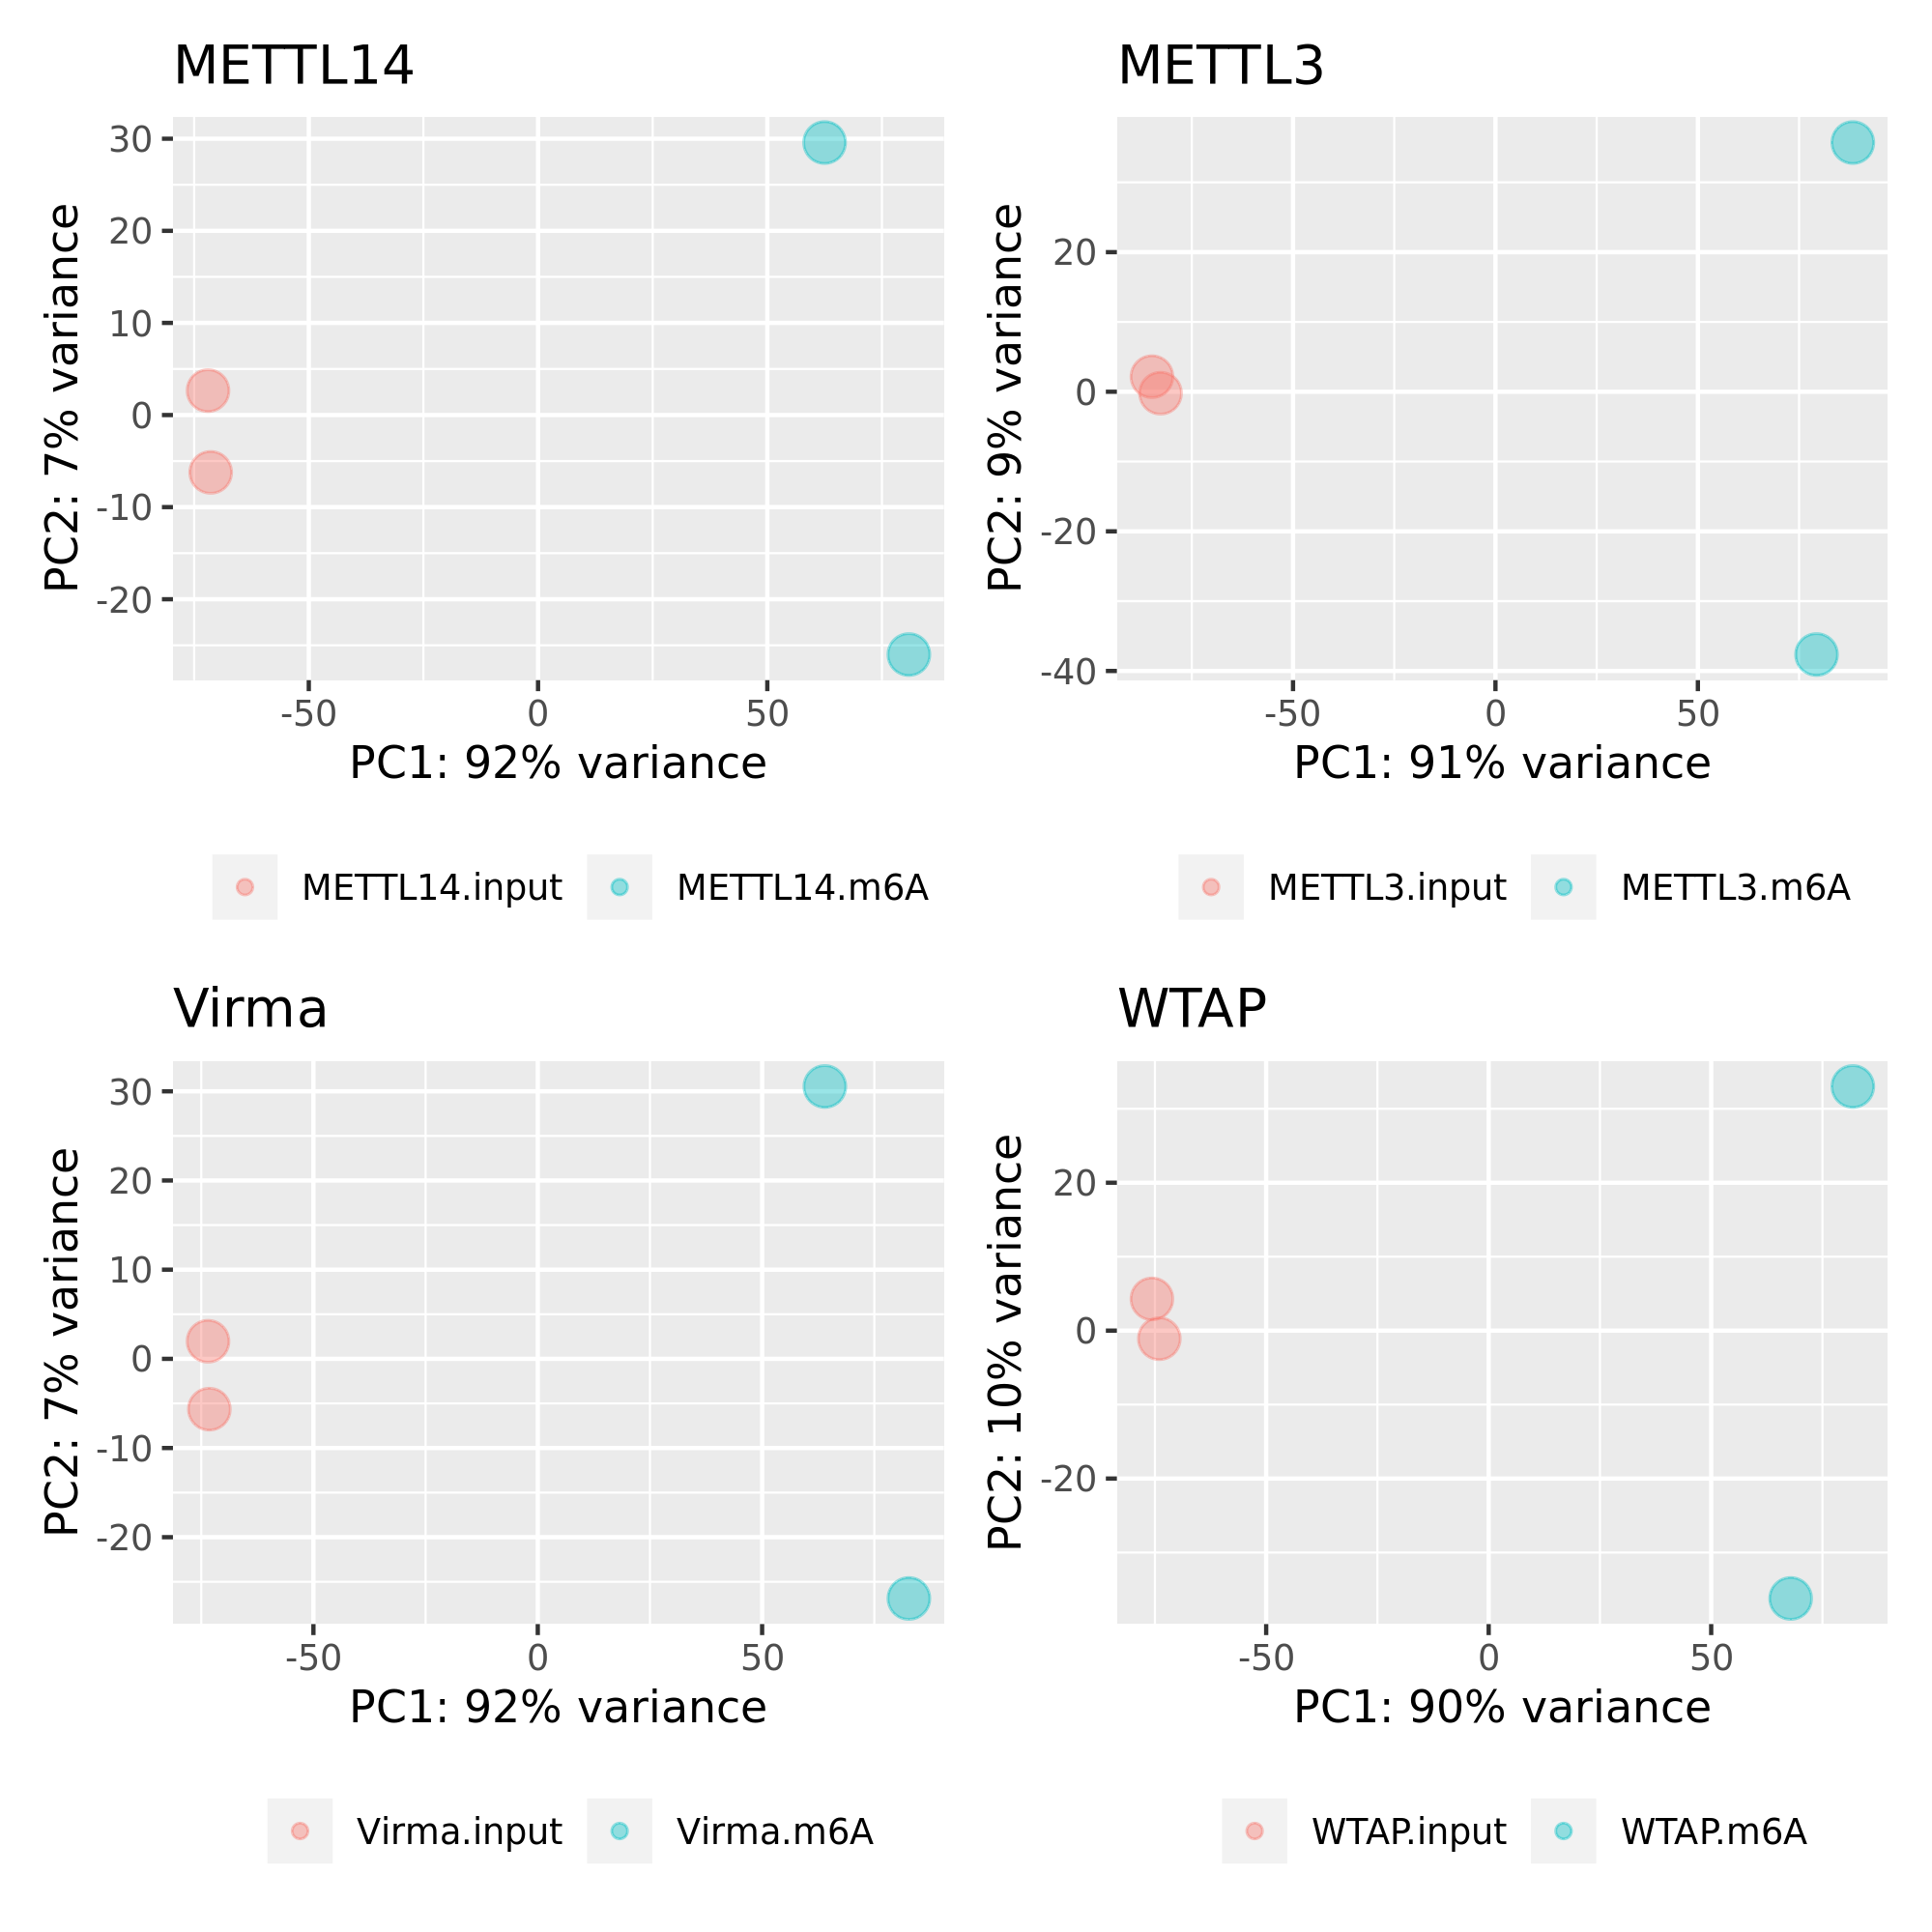 METTL14
PC2: 7% variance
30
20
10
0
-10
-20
-50 0 50
PC1: 92% variance
METTL14.input METTL14.m6A
METTL3
PC2: 9% variance
20
0
-20
-40
-50 0 50
PC1: 91% variance
METTL3.input METTL3.m6A
Virma
PC2: 7% variance
30
20
10
0
-10
-20
-50 0 50
PC1: 92% variance
Virma.input Virma.m6A
WTAP
PC2: 10% variance
20
0
-20
-50 0 50
PC1: 90% variance
WTAP.input WTAP.m6A